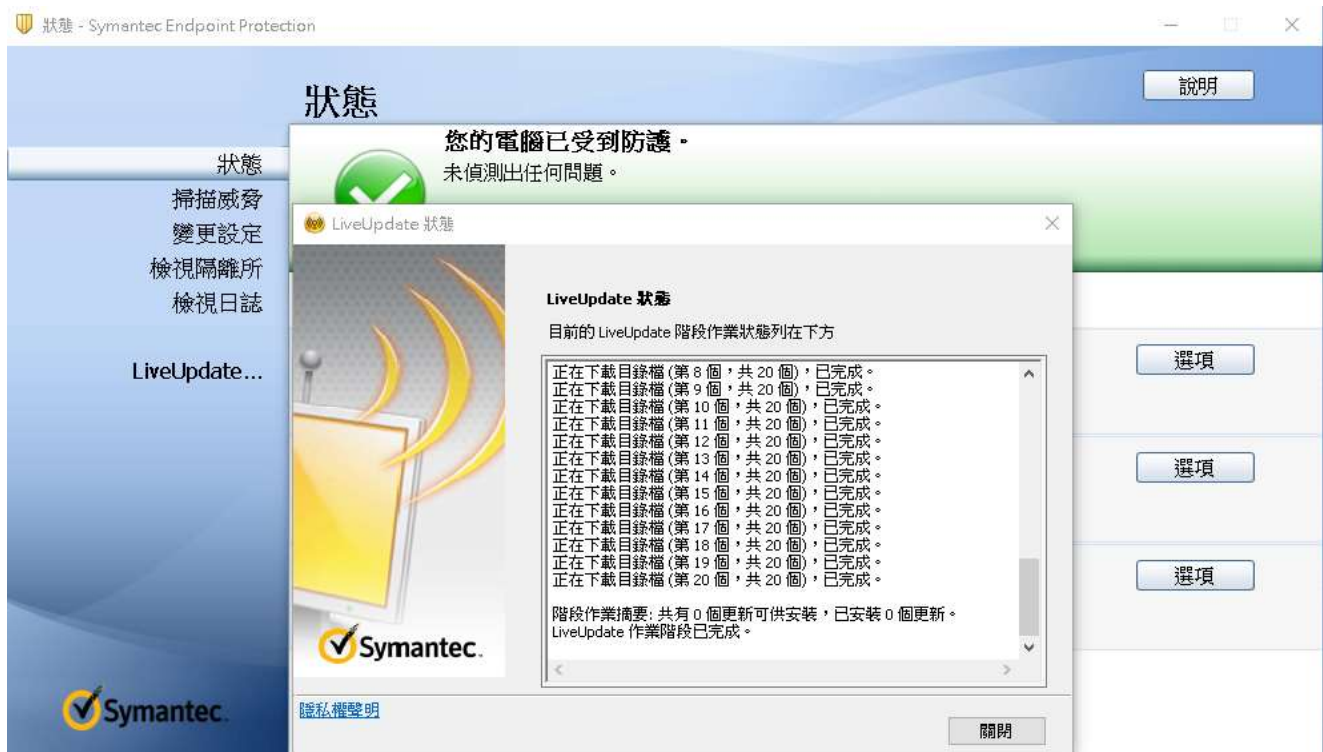 狀態 - Symantec Endpoint Protection
狀態
說明
狀態
掃描威脅
變更設定
檢視隔離所
檢視日誌
LiveUpdate...
您的電腦已受到防護。
未偵測出任何問題。
選項
選項
選項
LiveUpdate 狀態
LiveUpdate 狀態
目前的 LiveUpdate 階段作業狀態列在下方
正在下載目錄檔 (第 8 個，共 20 個)，已完成。
正在下載目錄檔 (第 9 個，共 20 個)，已完成。
正在下載目錄檔 (第 10 個，共 20 個)，已完成。
正在下載目錄檔 (第 11 個，共 20 個)，已完成。
正在下載目錄檔 (第 12 個，共 20 個)，已完成。
正在下載目錄檔 (第 13 個，共 20 個)，已完成。
正在下載目錄檔 (第 14 個，共 20 個)，已完成。
正在下載目錄檔 (第 15 個，共 20 個)，已完成。
正在下載目錄檔 (第 16 個，共 20 個)，已完成。
正在下載目錄檔 (第 17 個，共 20 個)，已完成。
正在下載目錄檔 (第 18 個，共 20 個)，已完成。
正在下載目錄檔 (第 19 個，共 20 個)，已完成。
正在下載目錄檔 (第 20 個，共 20 個)，已完成。
階段作業摘要: 共有 0 個更新可供安裝，已安裝 0 個更新。
LiveUpdate 作業階段已完成。
Symantec.
隱私權聲明
關閉
Symantec.